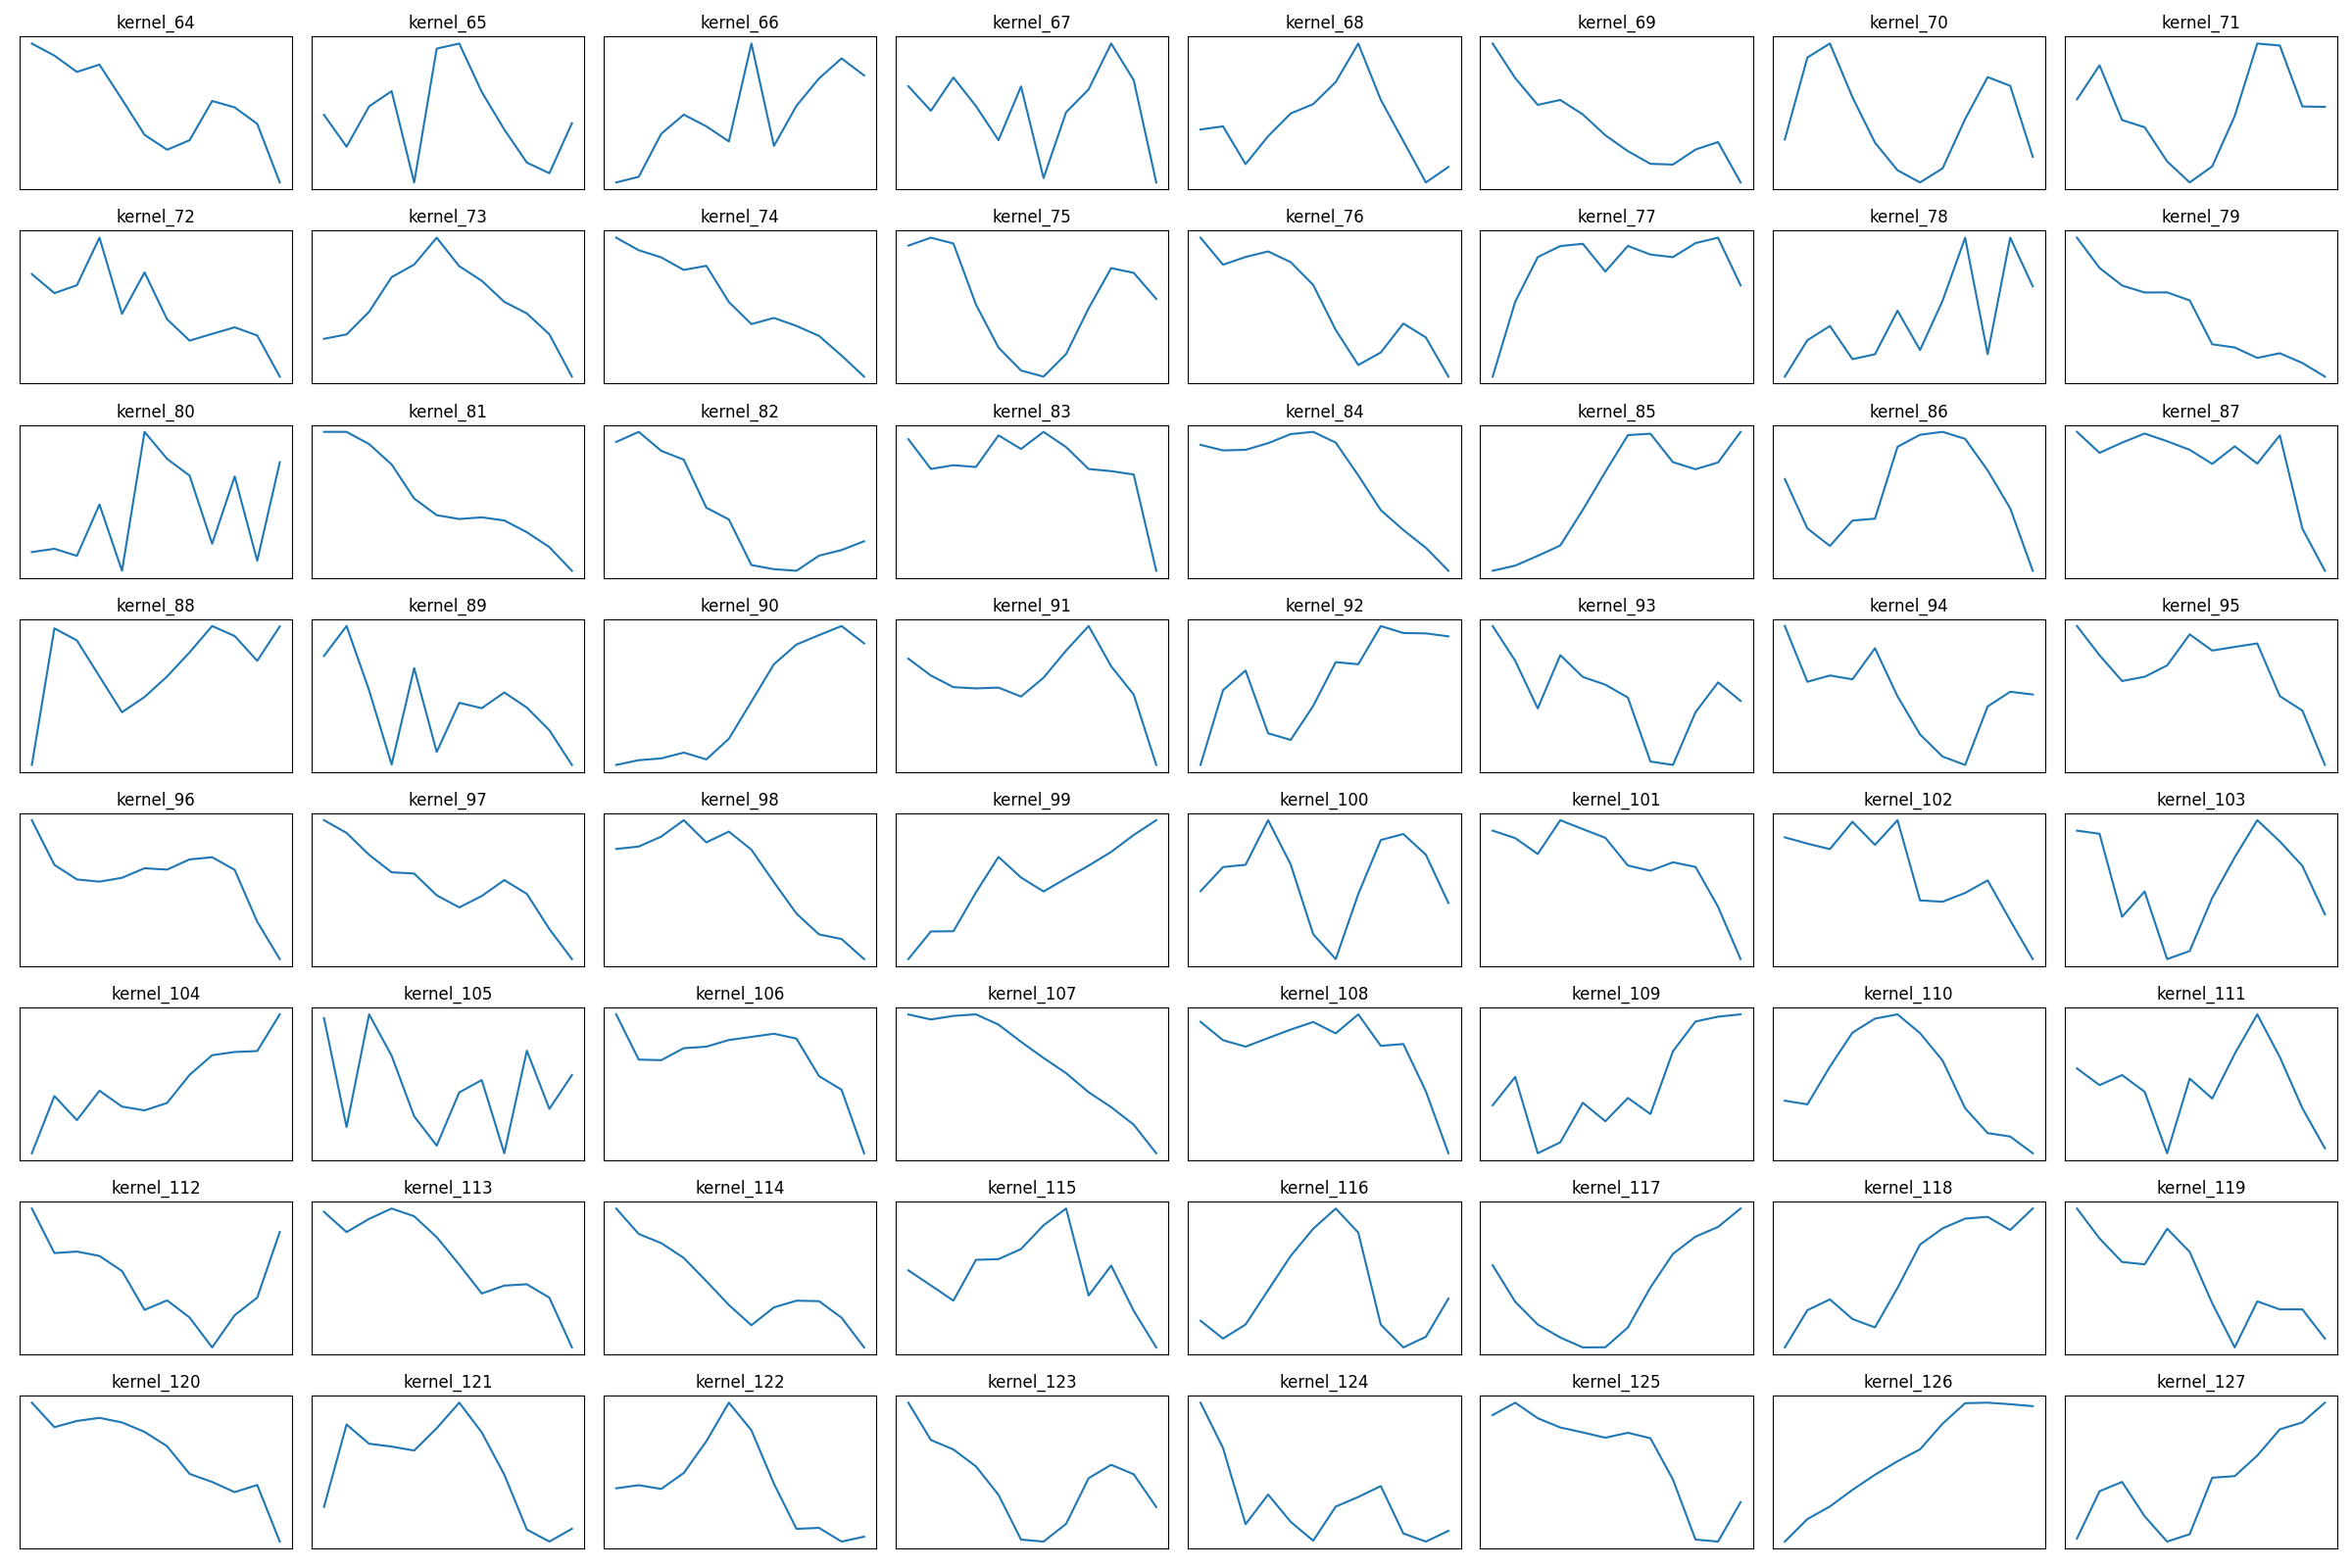 kernel_64 kernel_65 kernel_66 kernel_67 kernel_68 kernel_69 kernel_70 kernel_71
kernel_72 kernel_73 kernel_74 kernel_75 kernel_76 kernel_77 kernel_78 kernel_79
kernel_80 kernel_81 kernel_82 kernel_83 kernel_84 kernel_85 kernel_86 kernel_87
kernel_88 kernel_89 kernel_90 kernel_91 kernel_92 kernel_93 kernel_94 kernel_95
kernel_96 kernel_97 kernel_98 kernel_99 kernel_100 kernel_101 kernel_102 kernel_103
kernel_104 kernel_105 kernel_106 kernel_107 kernel_108 kernel_109 kernel_110 kernel_111
kernel_112 kernel_113 kernel_114 kernel_115 kernel_116 kernel_117 kernel_118 kernel_119
kernel_120 kernel_121 kernel_122 kernel_123 kernel_124 kernel_125 kernel_126 kernel_127